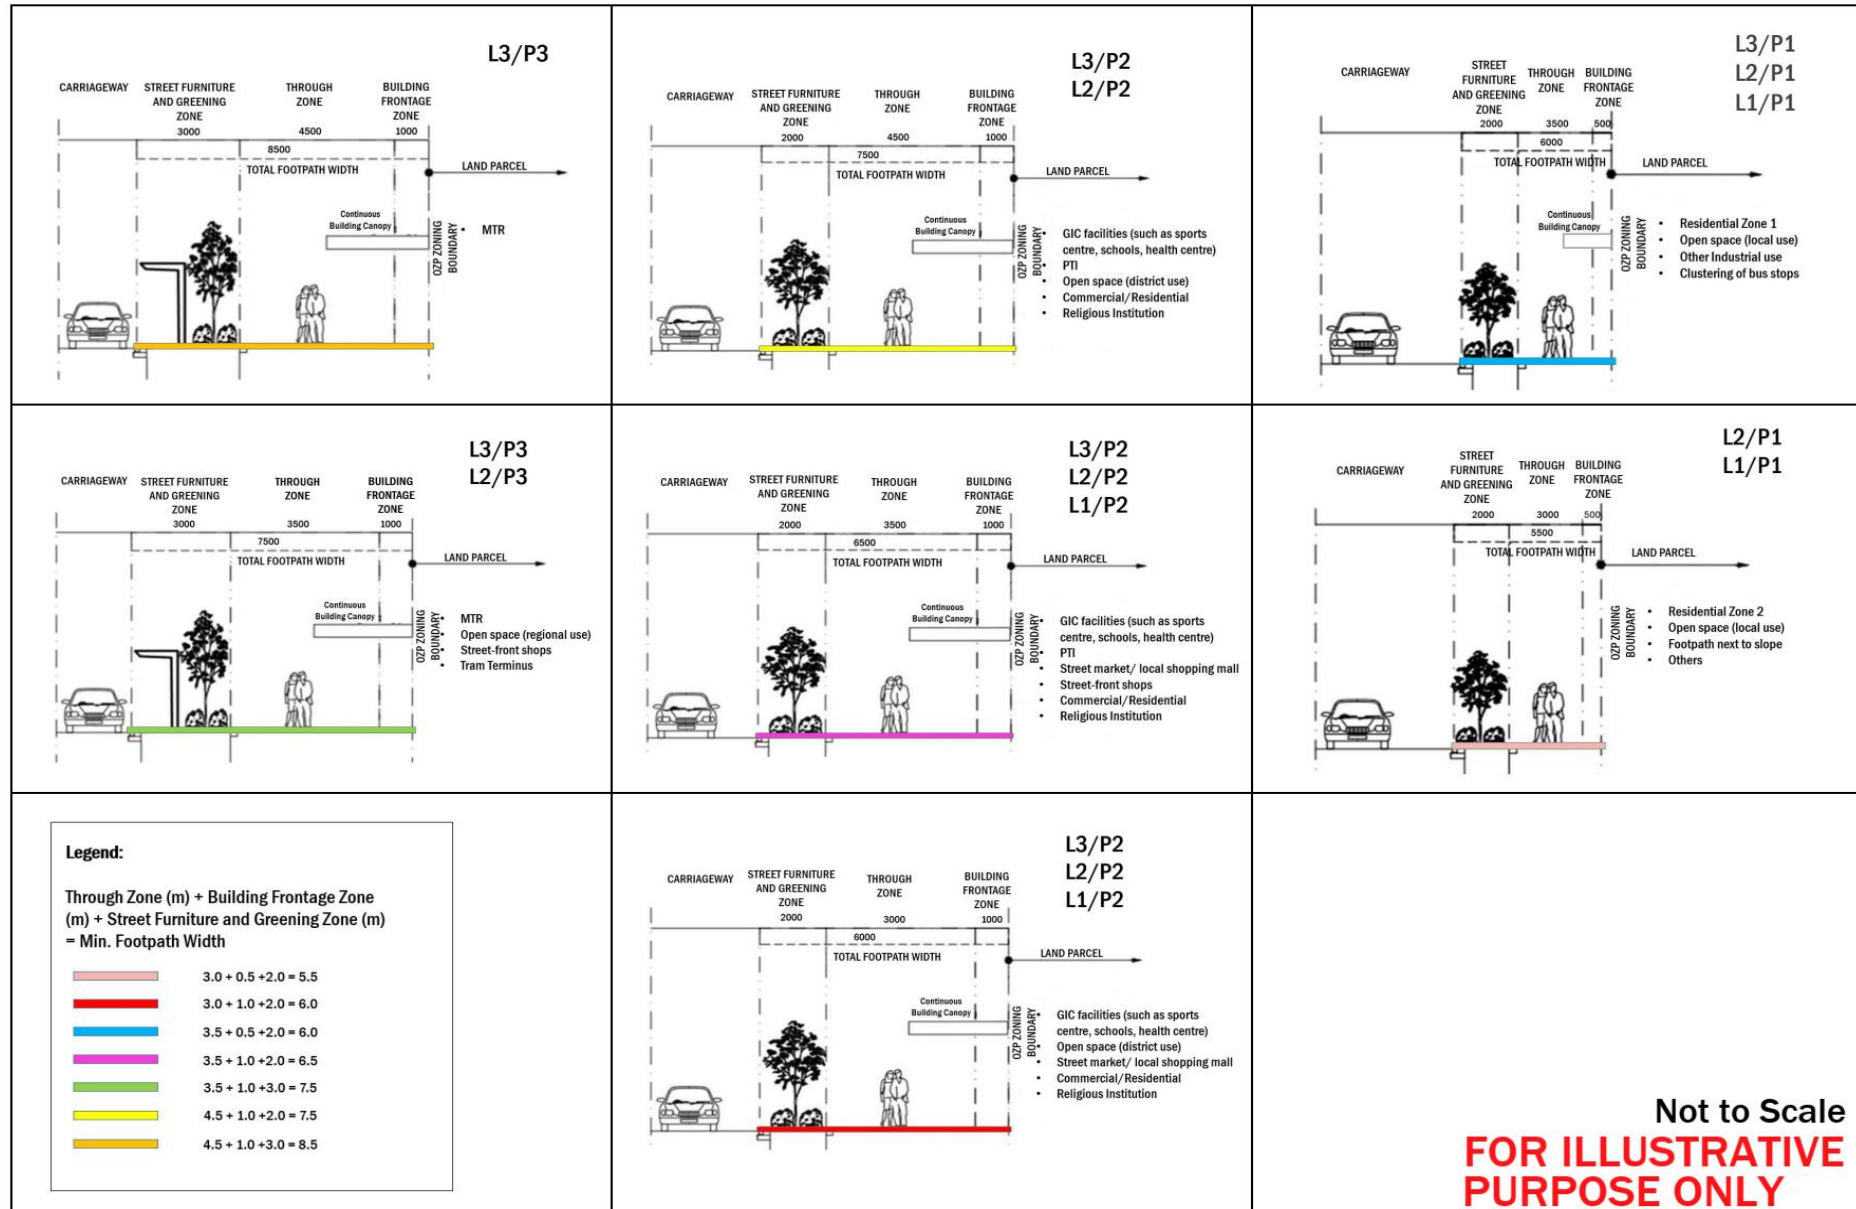 L3/P3
CARRIAGEWAY
STREET FURNITURE
AND GREENING
ZONE
THROUGH
ZONE
BUILDING
FRONTAGE
ZONE
3000
4500
1000
8500
TOTAL FOOTPATH WIDTH
LAND PARCEL
Continuous
Building Canopy
OZP ZONING
BOUNDARY
• MTR
L3/P2
L2/P2
CARRIAGEWAY
STREET FURNITURE
AND GREENING
ZONE
THROUGH
ZONE
BUILDING
FRONTAGE
ZONE
2000
4500
1000
7500
TOTAL FOOTPATH WIDTH
LAND PARCEL
Continuous
Building Canopy
OZP ZONING
BOUNDARY
• GIC facilities (such as sports
centre, schools, health centre)
• PTI
• Open space (district use)
• Commercial/Residential
• Religious Institution
L3/P1
L2/P1
L1/P1
CARRIAGEWAY
STREET
FURNITURE
AND GREENING
ZONE
THROUGH
ZONE
BUILDING
FRONTAGE
ZONE
2000
3500
500
6000
TOTAL FOOTPATH WIDTH
LAND PARCEL
Continuous
Building Canopy
OZP ZONING
BOUNDARY
• Residential Zone 1
• Open space (local use)
• Other Industrial use
• Clustering of bus stops
L3/P3
L2/P3
CARRIAGEWAY
STREET FURNITURE
AND GREENING
ZONE
THROUGH
ZONE
BUILDING
FRONTAGE
ZONE
3000
3500
1000
7500
TOTAL FOOTPATH WIDTH
LAND PARCEL
Continuous
Building Canopy
OZP ZONING
BOUNDARY
• MTR
• Open space (regional use)
• Street-front shops
• Tram Terminus
L3/P2
L2/P2
L1/P2
CARRIAGEWAY
STREET FURNITURE
AND GREENING
ZONE
THROUGH
ZONE
BUILDING
FRONTAGE
ZONE
2000
3500
1000
6500
TOTAL FOOTPATH WIDTH
LAND PARCEL
Continuous
Building Canopy
OZP ZONING
BOUNDARY
• GIC facilities (such as sports
centre, schools, health centre)
• PTI
• Street market/ local shopping mall
• Street-front shops
• Commercial/Residential
• Religious Institution
L2/P1
L1/P1
CARRIAGEWAY
STREET
FURNITURE
AND GREENING
ZONE
THROUGH
ZONE
BUILDING
FRONTAGE
ZONE
2000
3000
500
5500
TOTAL FOOTPATH WIDTH
LAND PARCEL
OZP ZONING
BOUNDARY
• Residential Zone 2
• Open space (local use)
• Footpath next to slope
• Others
Legend:
Through Zone (m) + Building Frontage Zone
(m) + Street Furniture and Greening Zone (m)
= Min. Footpath Width
3.0 + 0.5 +2.0 = 5.5
3.0 + 1.0 +2.0 = 6.0
3.5 + 0.5 +2.0 = 6.0
3.5 + 1.0 +2.0 = 6.5
3.5 + 1.0 +3.0 = 7.5
4.5 + 1.0 +2.0 = 7.5
4.5 + 1.0 +3.0 = 8.5
L3/P2
L2/P2
L1/P2
CARRIAGEWAY
STREET FURNITURE
AND GREENING
ZONE
THROUGH
ZONE
BUILDING
FRONTAGE
ZONE
2000
3000
1000
6000
TOTAL FOOTPATH WIDTH
LAND PARCEL
Continuous
Building Canopy
OZP ZONING
BOUNDARY
• GIC facilities (such as sports
centre, schools, health centre)
• Open space (district use)
• Street market/ local shopping mall
• Commercial/Residential
• Religious Institution
Not to Scale
FOR ILLUSTRATIVE
PURPOSE ONLY